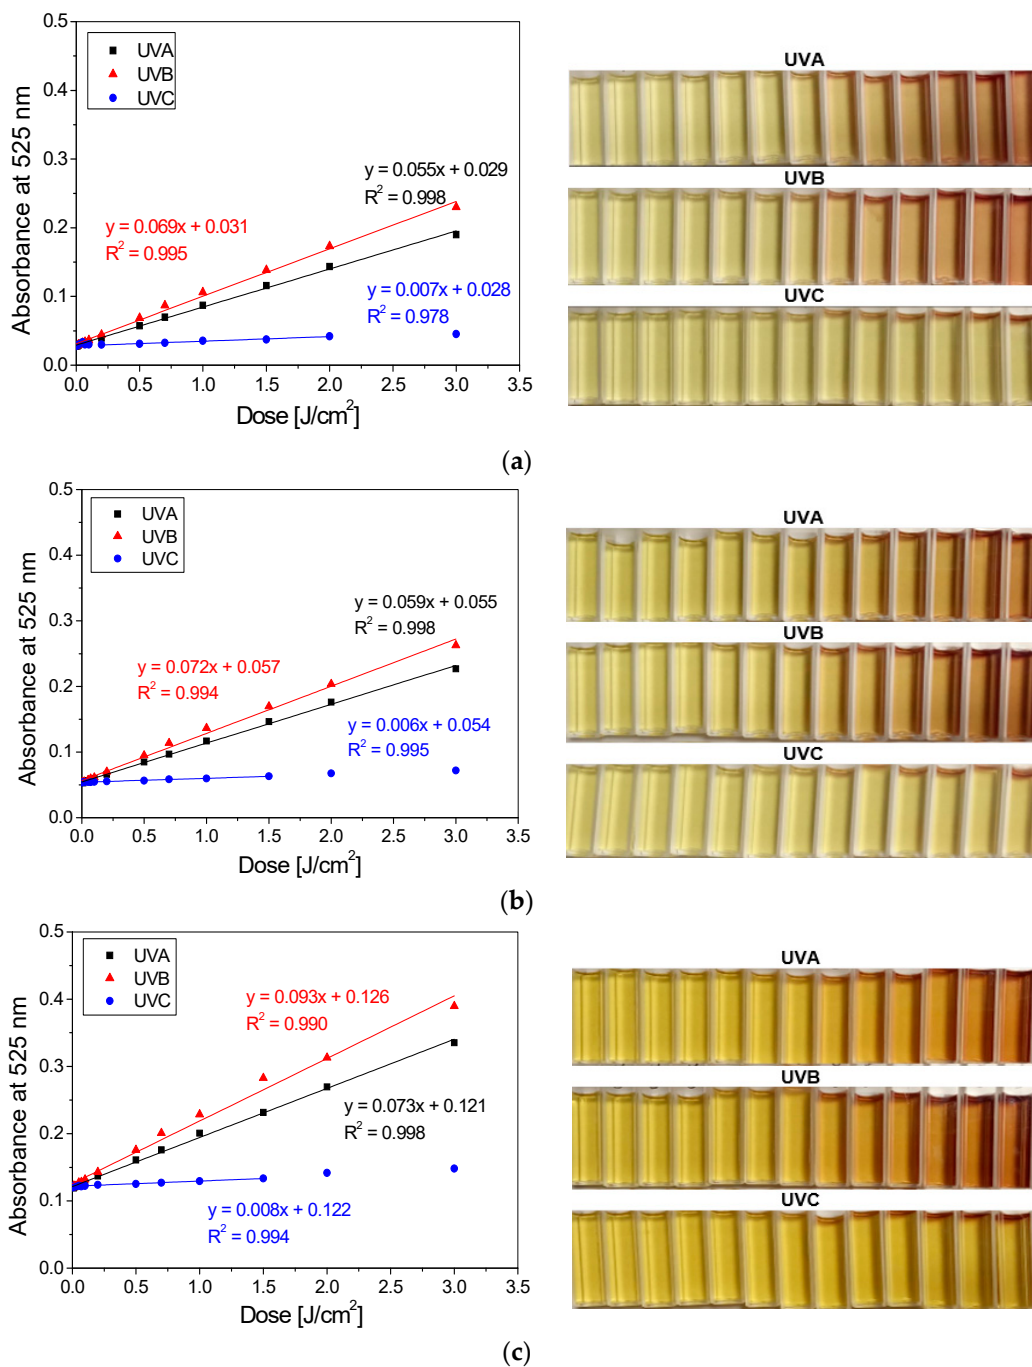 0.5
0.4
0.3
0.2
0.1
0.0
Absorbance at 525 nm
UVA
UVB
UVC
y = 0.055x + 0.029
R² = 0.998
y = 0.069x + 0.031
R² = 0.995
y = 0.007x + 0.028
R² = 0.978
0.0 0.5 1.0 1.5 2.0 2.5 3.0 3.5
Dose [J/cm²]
UVA
UVB
UVC
(a)
0.5
0.4
0.3
0.2
0.1
0.0
Absorbance at 525 nm
UVA
UVB
UVC
y = 0.059x + 0.055
R² = 0.998
y = 0.072x + 0.057
R² = 0.994
y = 0.006x + 0.054
R² = 0.995
0.0 0.5 1.0 1.5 2.0 2.5 3.0 3.5
Dose [J/cm²]
UVA
UVB
UVC
(b)
0.5
0.4
0.3
0.2
0.1
0.0
Absorbance at 525 nm
UVA
UVB
UVC
y = 0.093x + 0.126
R² = 0.990
y = 0.073x + 0.121
R² = 0.998
y = 0.008x + 0.122
R² = 0.994
0.0 0.5 1.0 1.5 2.0 2.5 3.0 3.5
Dose [J/cm²]
UVA
UVB
UVC
(c)